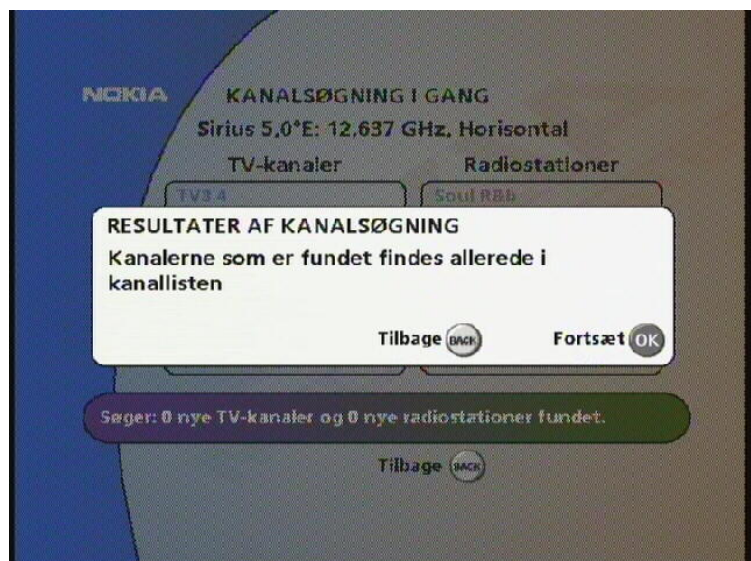 NOKIA
KANALSØGNING I GANG
Sirius 5,0°E: 12,637 GHz, Horisontal
TV-kanaler Radiostationer
TV3 4 Soul R&b
RESULTATER AF KANALSØGNING
Kanalerne som er fundet findes allerede i
kanallisten
Tilbage BACK Fortsæt OK
Søger: 0 nye TV-kanaler og 0 nye radiostationer fundet.
Tilbage BACK